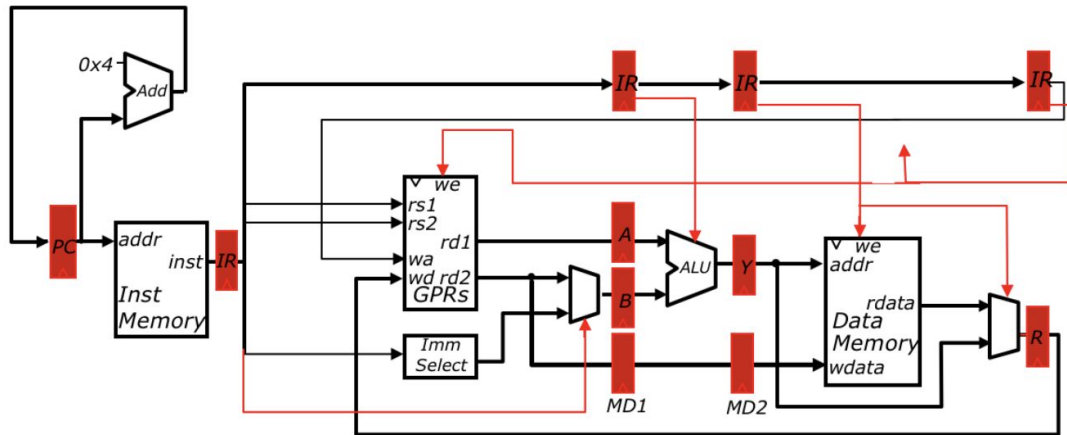 0x4
Add
IR
IR
IR
we
rs1
rs2
rd1
wa
wd rd2
GPRs
A
ALU
Y
B
PC
addr
inst
IR
Inst
Memory
Imm
Select
we
addr
rdata
Data
Memory
wdata
R
MD1
MD2